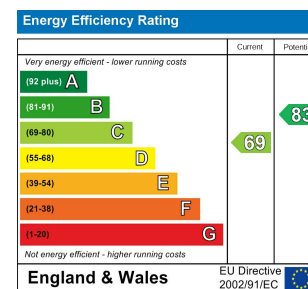 Energy Efficiency Rating
Current Potenti
Very energy efficient - lower running costs
(92 plus) A
(81-91) B
83
(69-80) C
69
(55-68) D
(39-54) E
(21-38) F
(1-20) G
Not energy efficient - higher running costs
England & Wales
EU Directive
2002/91/EC